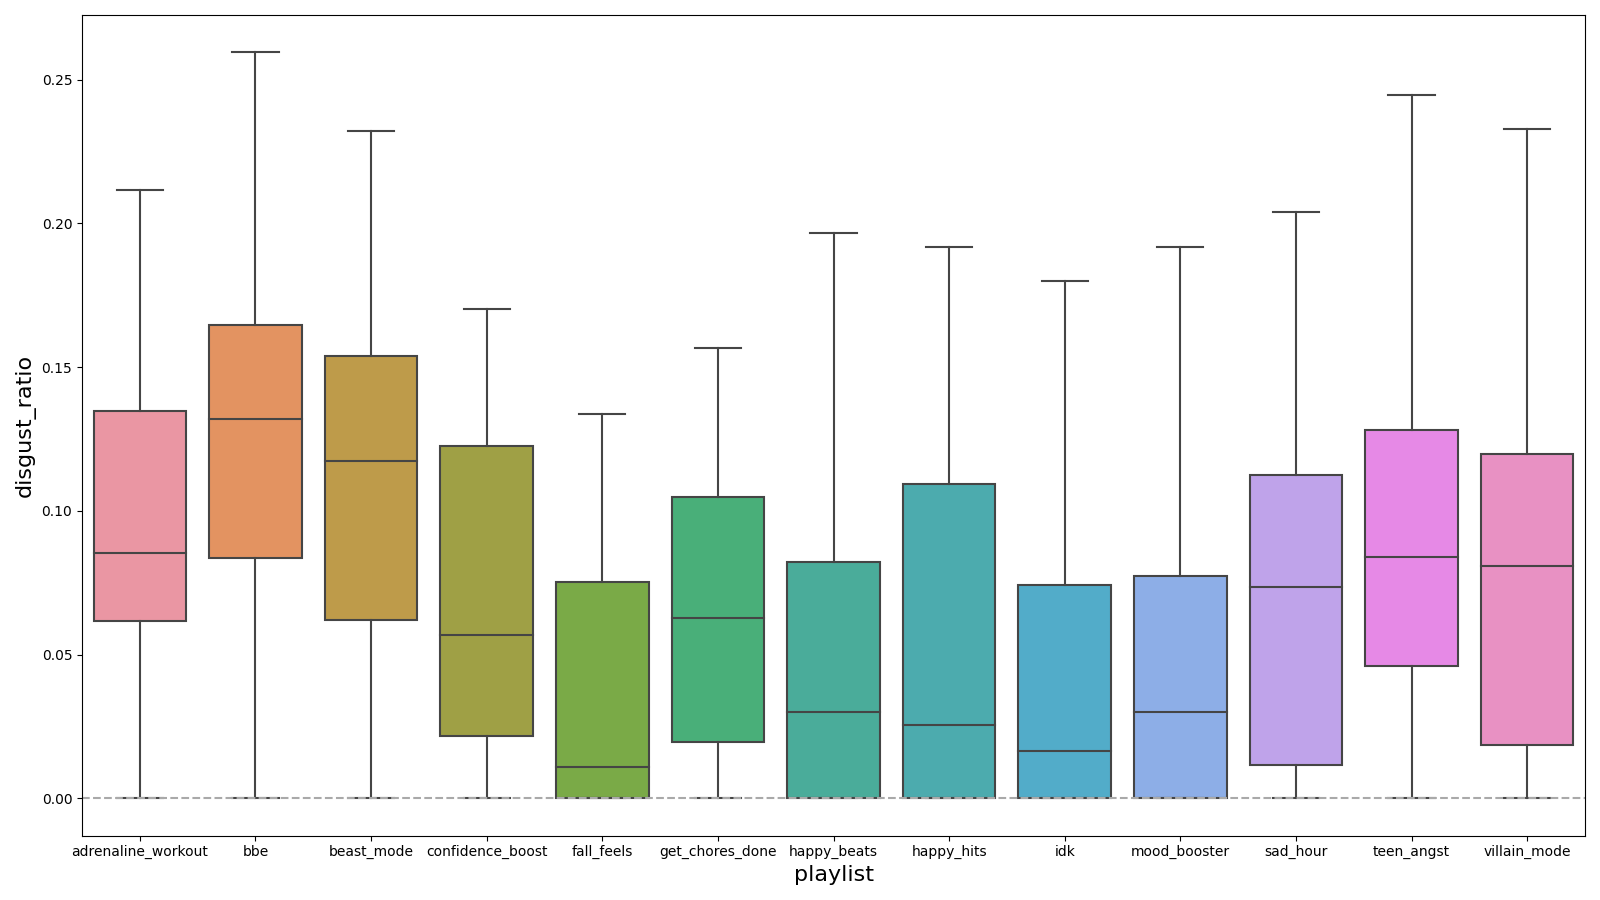 disgust_ratio
0.25
0.20
0.15
0.10
0.05
0.00
adrenaline_workout bbe beast_mode confidence_boost fall_feels get_chores_done happy_beats happy_hits idk mood_booster sad_hour teen_angst villain_mode
playlist